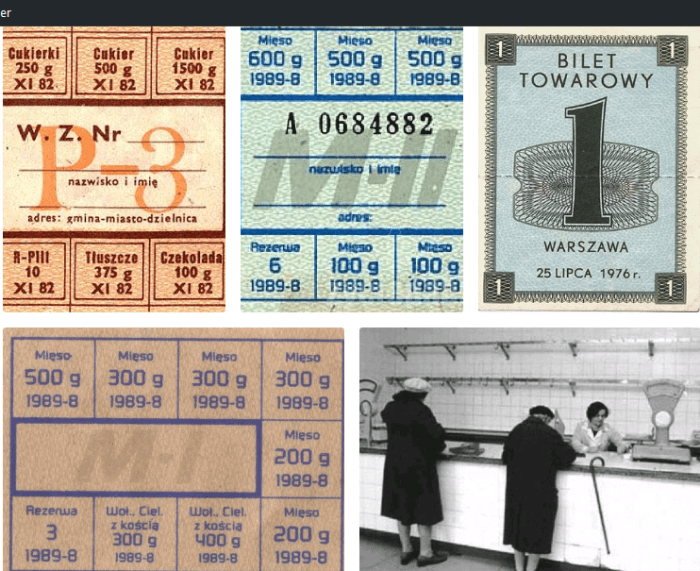 er
Cukierki
250 g
XI 82
Cukier
500 g
XI 82
Cukier
1500 g
XI 82
W. Z. Nr
P-3
nazwisko i imię
adres: gmina-miasto-dzielnica
R-Pill
10
XI 82
Tłuszcze
375 g
XI 82
Czekolada
100 g
XI 82
Mięso
600 g
1989-8
Mięso
500 g
1989-8
Mięso
500 g
1989-8
A 0684882
M-II
nazwisko i imię
adres:
Rezerwa
6
1989-8
Mięso
100 g
1989-8
Mięso
100 g
1989-8
1
1
BILET
TOWAROWY
1
WARSZAWA
25 LIPCA 1976 r.
1
1
Mięso
500 g
1989-8
Mięso
300 g
1989-8
Mięso
300 g
1989-8
Mięso
300 g
1989-8
M-I
Mięso
200 g
1989-8
Rezerwa
3
1989-8
Woł., Ciel.
z kością
300 g
1989-8
Woł., Ciel.
z kością
400 g
1989-8
Mięso
200 g
1989-8